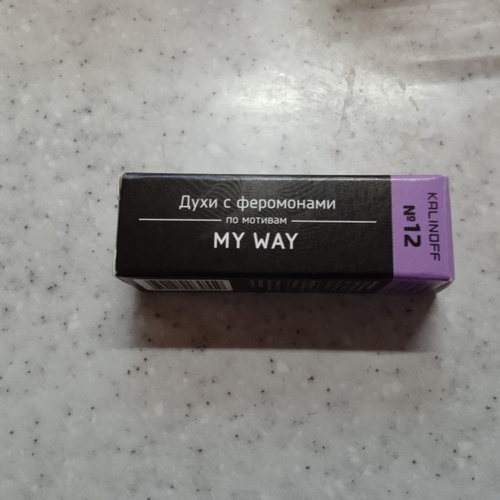 Духи с феромонами
по мотивам
MY WAY
KALINOFF
№12